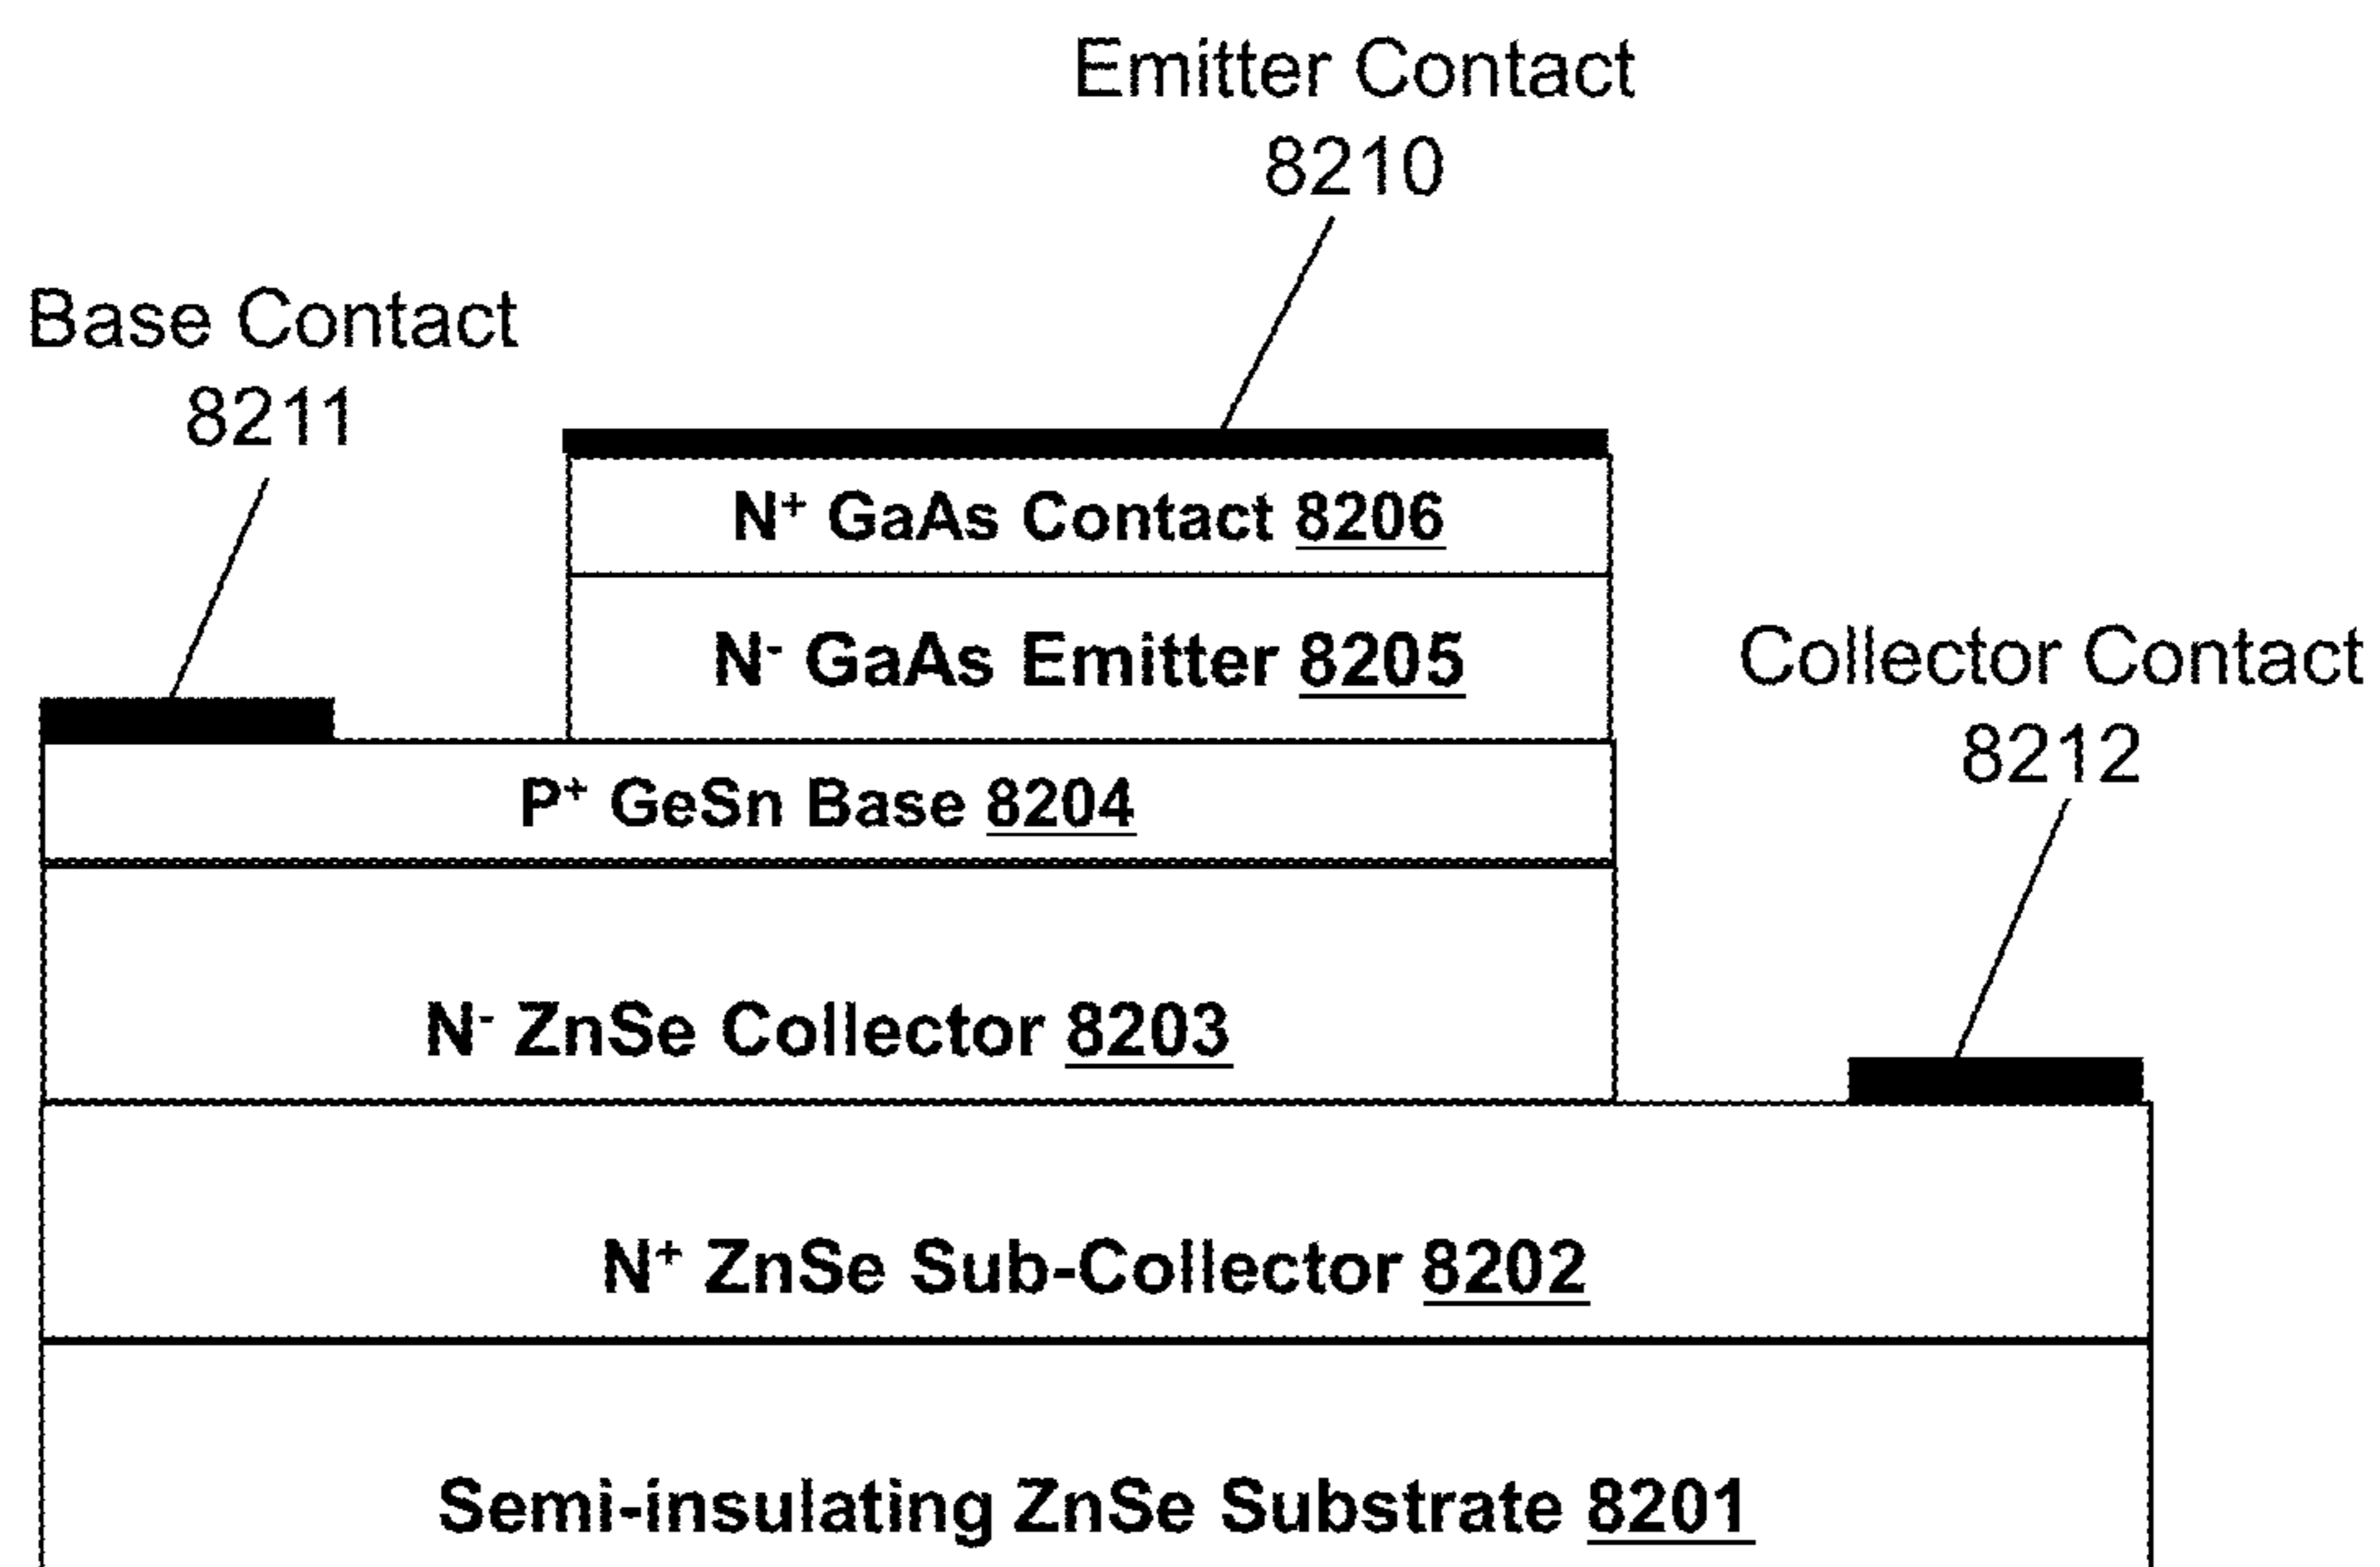 Emitter Contact
8210
Base Contact
8211
N⁺ GaAs Contact 8206
N⁻ GaAs Emitter 8205
Collector Contact
8212
P⁺ GeSn Base 8204
N⁻ ZnSe Collector 8203
N⁺ ZnSe Sub-Collector 8202
Semi-insulating ZnSe Substrate 8201